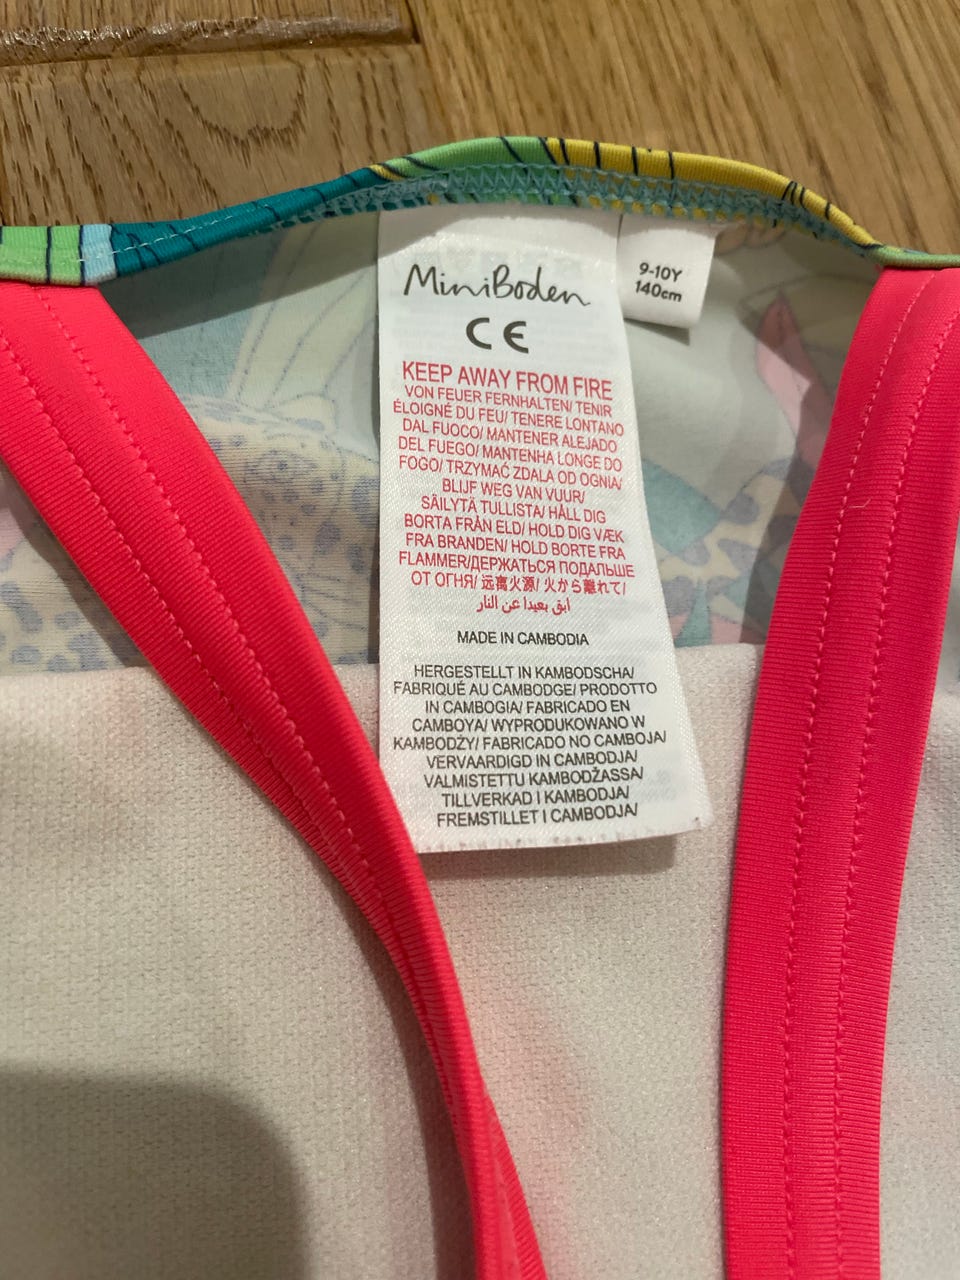 MiniBoden
CE
KEEP AWAY FROM FIRE
VON FEUER FERNHALTEN/ TENIR
ÉLOIGNÉ DU FEU/ TENERE LONTANO
DAL FUOCO/ MANTENER ALEJADO
DEL FUEGO/ MANTENHA LONGE DO
FOGO/ TRZYMAĆ ZDALA OD OGNIA/
BLIJF WEG VAN VUUR/
SÄILYTÄ TULLISTA/ HÅLL DIG
BORTA FRÅN ELD/ HOLD DIG VÆK
FRA BRANDEN/ HOLD BORTE FRA
FLAMMER/ДЕРЖАТЬСЯ ПОДАЛЬШЕ
ОТ ОГНЯ/ 远离火源/ 火から離れて/
ابق بعيدا عن النار
MADE IN CAMBODIA
HERGESTELLT IN KAMBODSCHA/
FABRIQUÉ AU CAMBODGE/ PRODOTTO
IN CAMBOGIA/ FABRICADO EN
CAMBOYA/ WYPRODUKOWANO W
KAMBODŻY/ FABRICADO NO CAMBOJA/
VERVAARDIGD IN CAMBODJA/
VALMISTETTU KAMBODŽASSA/
TILLVERKAD I KAMBODJA/
FREMSTILLET I CAMBODJA/
9-10Y
140cm